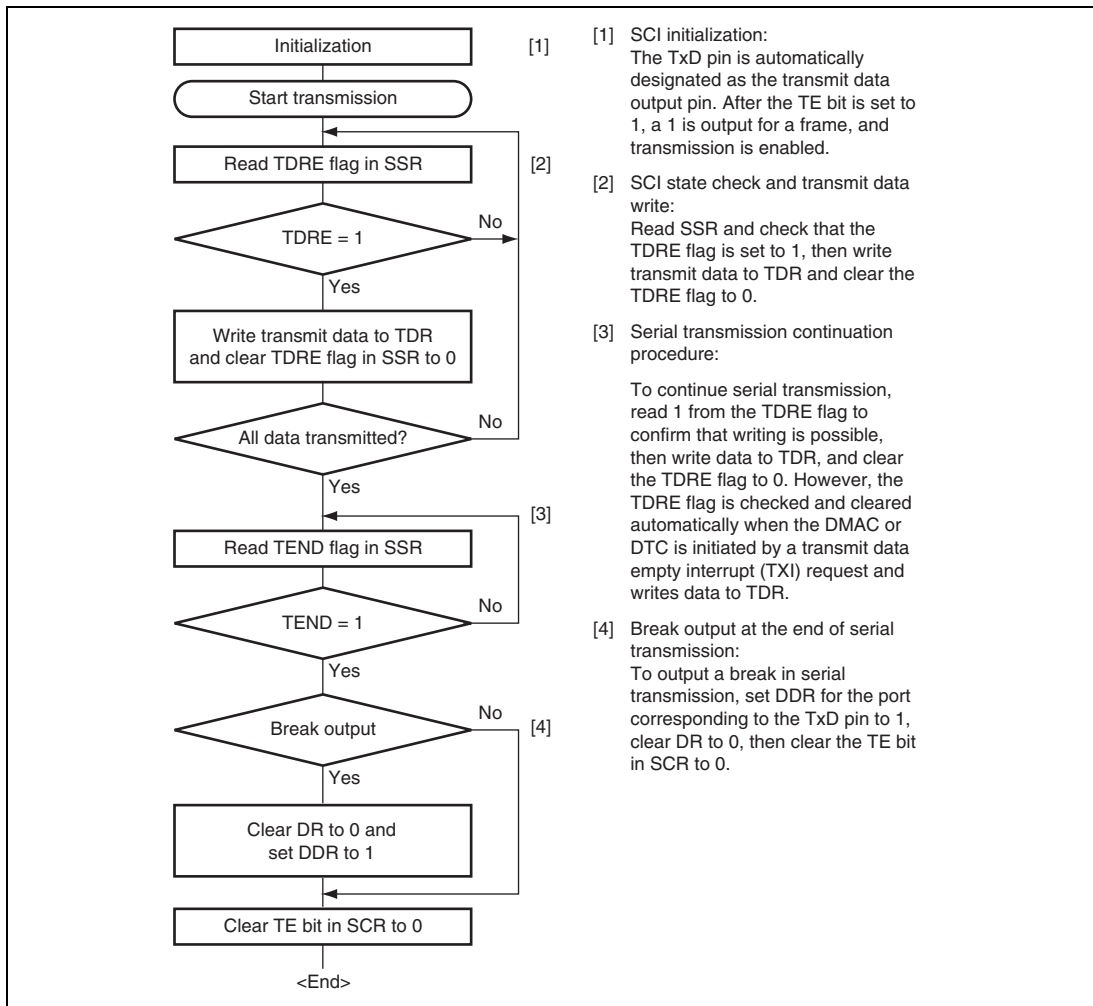 Initialization
[1]
Start transmission
Read TDRE flag in SSR
[2]
No
TDRE = 1
Yes
Write transmit data to TDR
and clear TDRE flag in SSR to 0
No
All data transmitted?
Yes
[3]
Read TEND flag in SSR
No
TEND = 1
Yes
No
Break output
[4]
Yes
Clear DR to 0 and
set DDR to 1
Clear TE bit in SCR to 0
<End>
[1] SCI initialization:
The TxD pin is automatically
designated as the transmit data
output pin. After the TE bit is set to
1, a 1 is output for a frame, and
transmission is enabled.
[2] SCI state check and transmit data
write:
Read SSR and check that the
TDRE flag is set to 1, then write
transmit data to TDR and clear the
TDRE flag to 0.
[3] Serial transmission continuation
procedure:
To continue serial transmission,
read 1 from the TDRE flag to
confirm that writing is possible,
then write data to TDR, and clear
the TDRE flag to 0. However, the
TDRE flag is checked and cleared
automatically when the DMAC or
DTC is initiated by a transmit data
empty interrupt (TXI) request and
writes data to TDR.
[4] Break output at the end of serial
transmission:
To output a break in serial
transmission, set DDR for the port
corresponding to the TxD pin to 1,
clear DR to 0, then clear the TE bit
in SCR to 0.